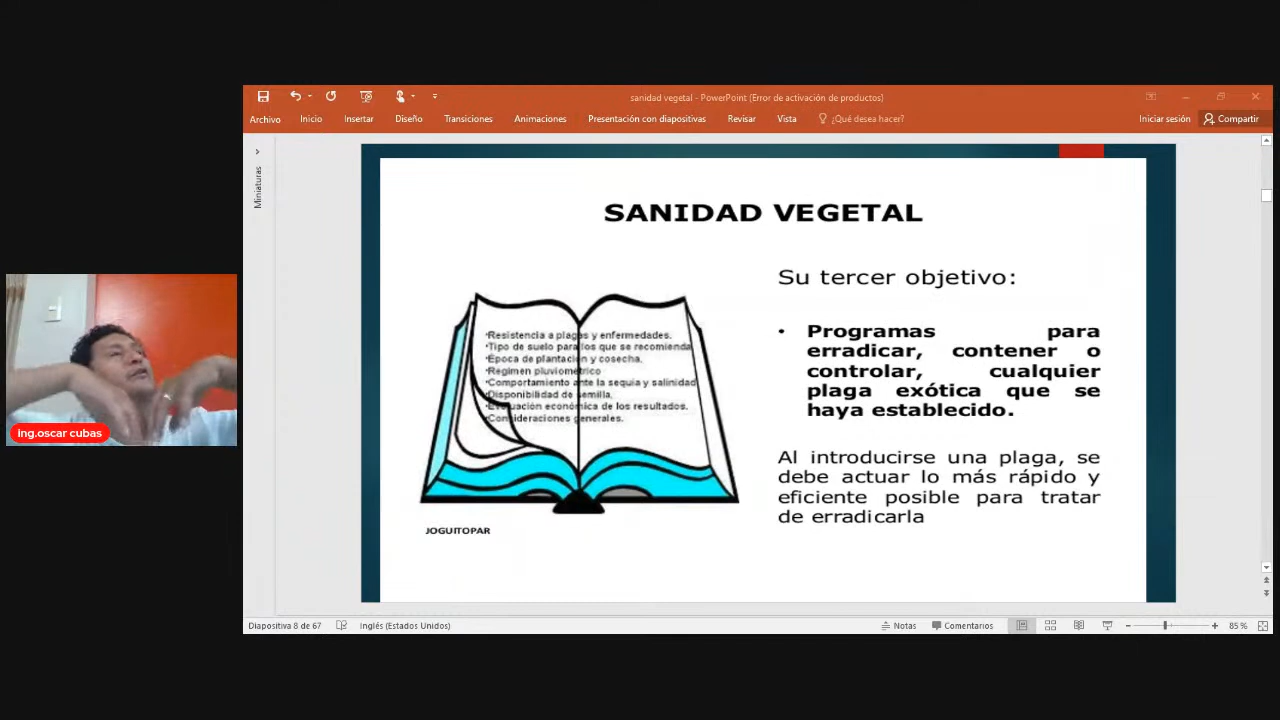 sanidad vegetal - PowerPoint (Error de activación de productos)
Archivo Inicio Insertar Diseño Transiciones Animaciones Presentación con diapositivas Revisar Vista ¿Qué desea hacer? Iniciar sesión Compartir
Miniaturas
SANIDAD VEGETAL
•Resistencia a plagas y enfermedades.
•Tipo de suelo para los que se recomienda
•Epoca de plantación y cosecha.
•Regimen pluviométrico
•Comportamiento ante la sequia y salinidad
•Disponibilidad de semilla.
•Evaluación económica de los resultados.
•Consideraciones generales.
JOGUITOPAR
Su tercer objetivo:
• Programas para
erradicar, contener o
controlar, cualquier
plaga exótica que se
haya establecido.
Al introducirse una plaga, se
debe actuar lo más rápido y
eficiente posible para tratar
de erradicarla
ing.oscar cubas
Diapositiva 8 de 67 Inglés (Estados Unidos) Notas Comentarios 85 %